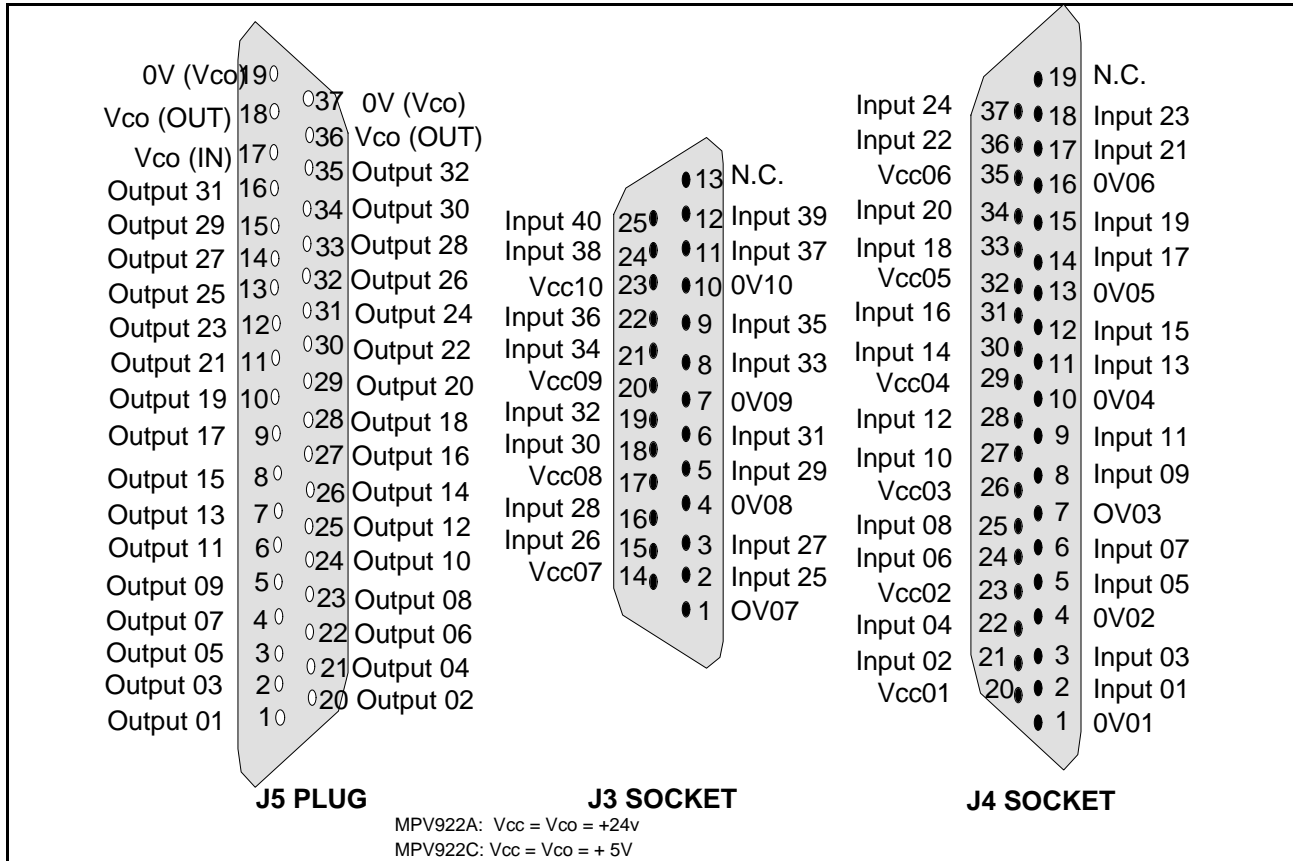 0V (Vco) 19
Vco (OUT) 18
Vco (IN) 17
Output 31 16
Output 29 15
Output 27 14
Output 25 13
Output 23 12
Output 21 11
Output 19 10
Output 17 9
Output 15 8
Output 13 7
Output 11 6
Output 09 5
Output 07 4
Output 05 3
Output 03 2
Output 01 1
37 0V (Vco)
36 Vco (OUT)
35 Output 32
34 Output 30
33 Output 28
32 Output 26
31 Output 24
30 Output 22
29 Output 20
28 Output 18
27 Output 16
26 Output 14
25 Output 12
24 Output 10
23 Output 08
22 Output 06
21 Output 04
20 Output 02
J5 PLUG
Input 40 25
Input 38 24
Vcc10 23
Input 36 22
Input 34 21
Vcc09 20
Input 32 19
Input 30 18
Vcc08 17
Input 28 16
Input 26 15
Vcc07 14
13 N.C.
12 Input 39
11 Input 37
10 0V10
9 Input 35
8 Input 33
7 0V09
6 Input 31
5 Input 29
4 0V08
3 Input 27
2 Input 25
1 OV07
J3 SOCKET
Input 24 37
Input 22 36
Vcc06 35
Input 20 34
Input 18 33
Vcc05 32
Input 16 31
Input 14 30
Vcc04 29
Input 12 28
Input 10 27
Vcc03 26
Input 08 25
Input 06 24
Vcc02 23
Input 04 22
Input 02 21
Vcc01 20
19 N.C.
18 Input 23
17 Input 21
16 0V06
15 Input 19
14 Input 17
13 0V05
12 Input 15
11 Input 13
10 0V04
9 Input 11
8 Input 09
7 OV03
6 Input 07
5 Input 05
4 0V02
3 Input 03
2 Input 01
1 0V01
J4 SOCKET
MPV922A: Vcc = Vco = +24v
MPV922C: Vcc = Vco = + 5V